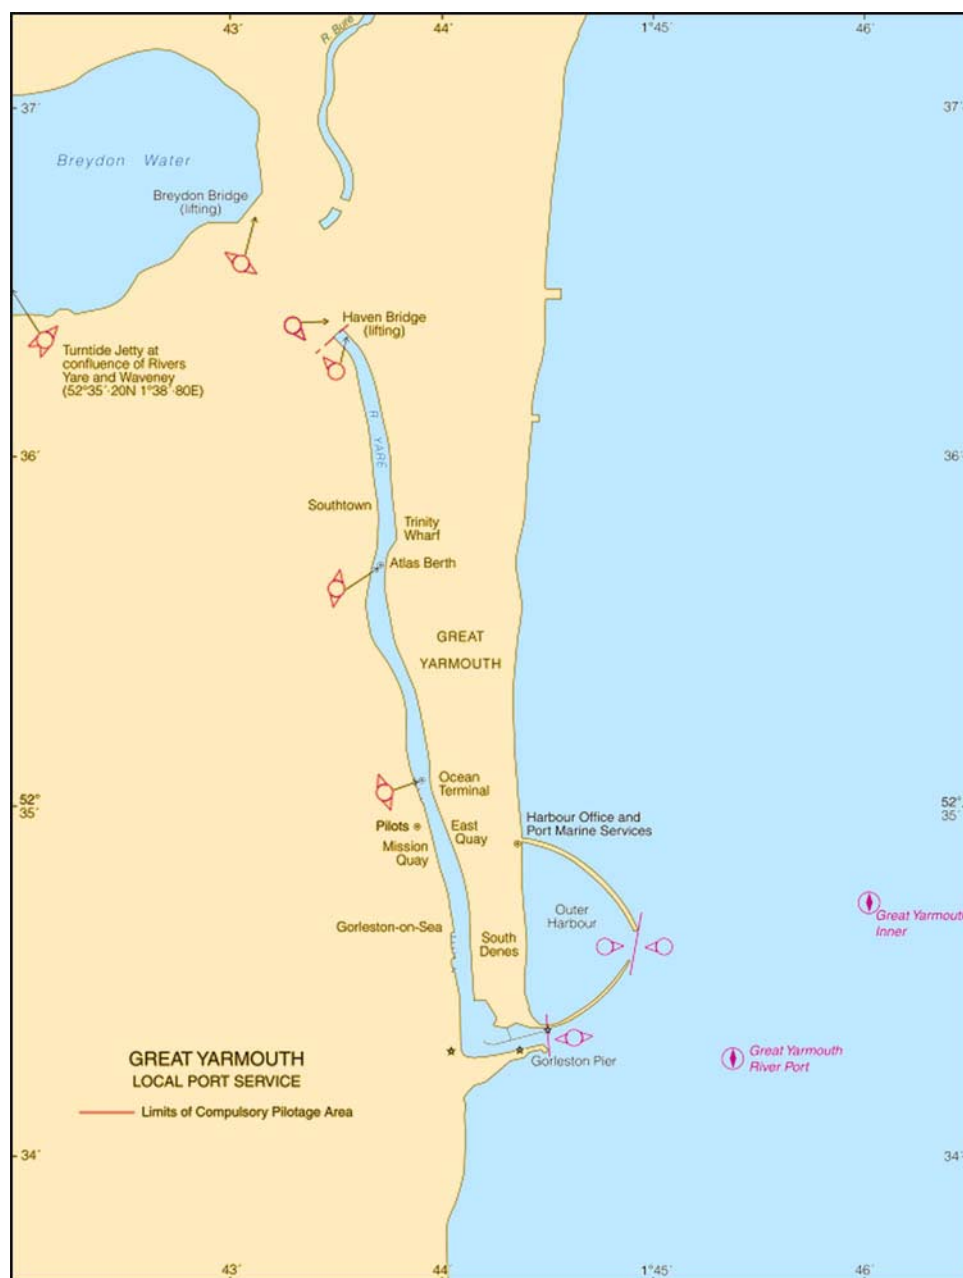 43´
44´
1°45´
46´
R. Bure
37´
37´
Breydon Water
Breydon Bridge
(lifting)
Haven Bridge
(lifting)
Turntide Jetty at
confluence of Rivers
Yare and Waveney
(52°35´·20N 1°38´·80E)
R. YARE
36´
36´
Southtown
Trinity
Wharf
Atlas Berth
GREAT
YARMOUTH
Ocean
Terminal
52°
35´
52°
35´
Pilots
Mission
Quay
East
Quay
Harbour Office and
Port Marine Services
Outer
Harbour
Great Yarmouth
Inner
Gorleston-on-Sea
South
Denes
Gorleston Pier
Great Yarmouth
River Port
GREAT YARMOUTH
LOCAL PORT SERVICE
Limits of Compulsory Pilotage Area
34´
34´
43´
44´
1°45´
46´